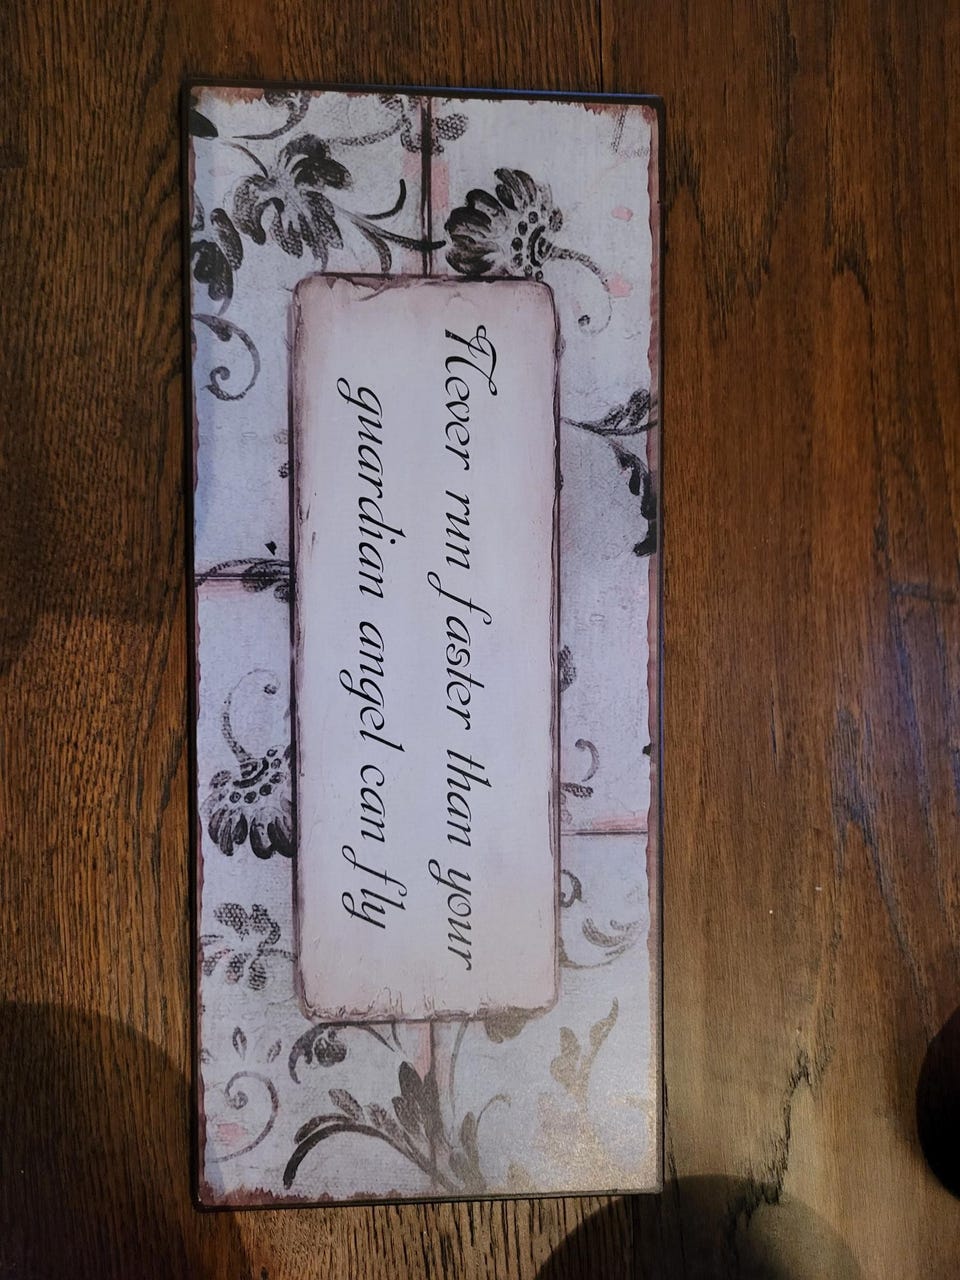 Never run faster than your
guardian angel can fly